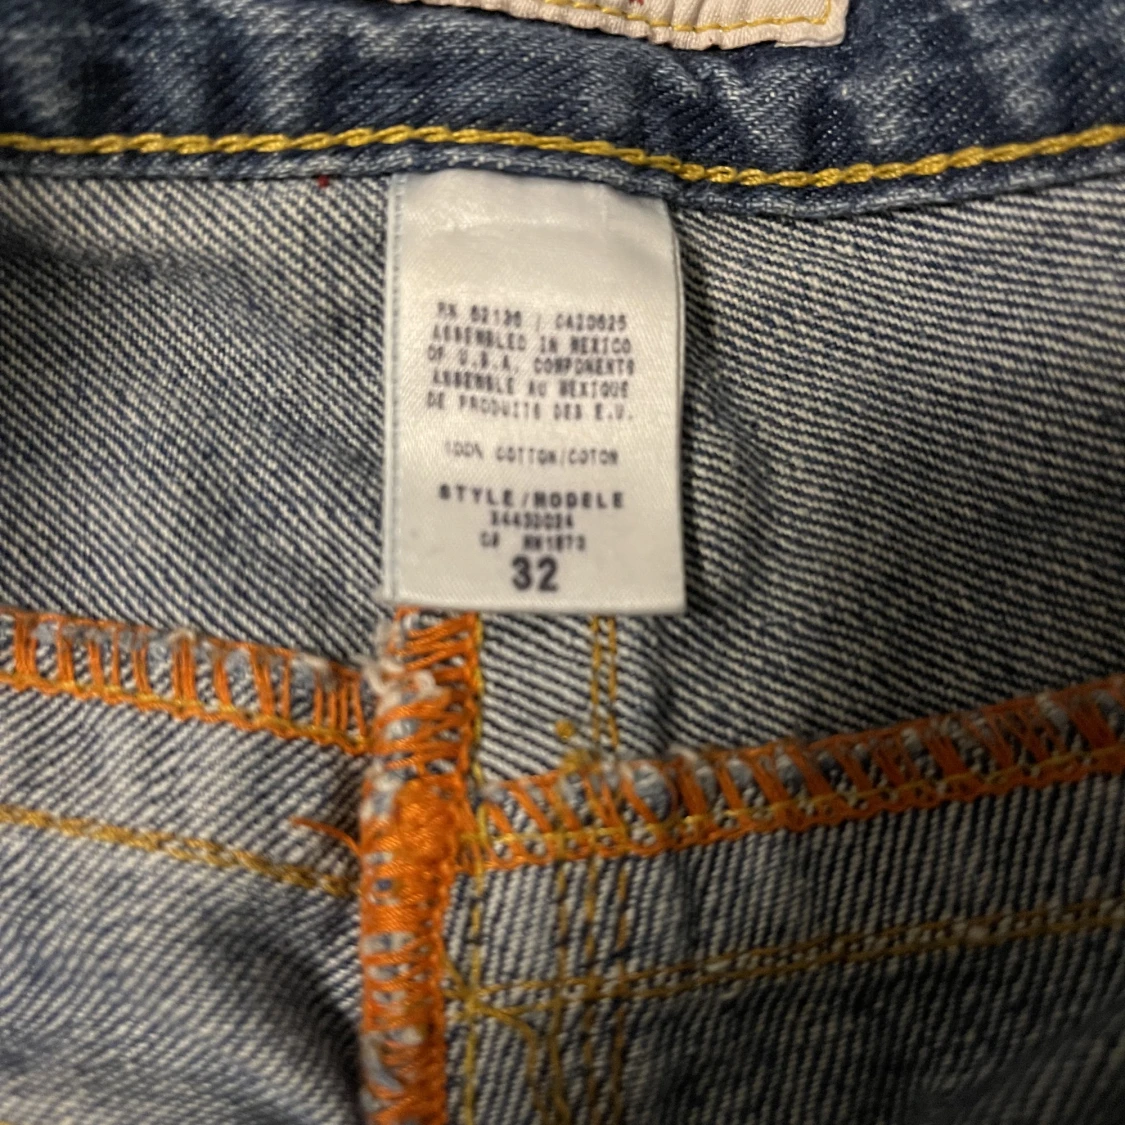 RN 62136 / CA20625
ASSEMBLED IN MEXICO
OF U.S.A. COMPONENTS
ASSEMBLE AU MEXIQUE
DE PRODUITS DES E.U.
100% COTTON/COTON
STYLE/MODELE
32